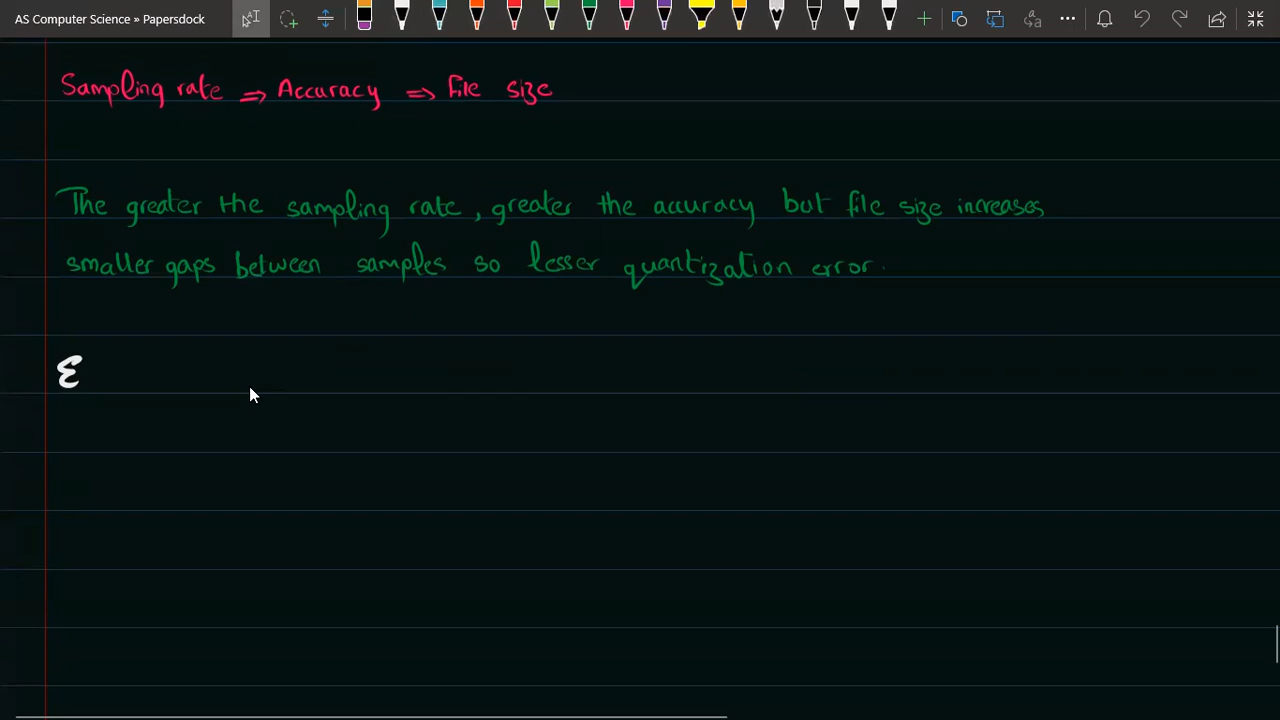 AS Computer Science » Papersdock
Sampling rate ⇒ Accuracy ⇒ File size
The greater the sampling rate, greater the accuracy but file size increases
smaller gaps between samples so lesser quantization error.
E